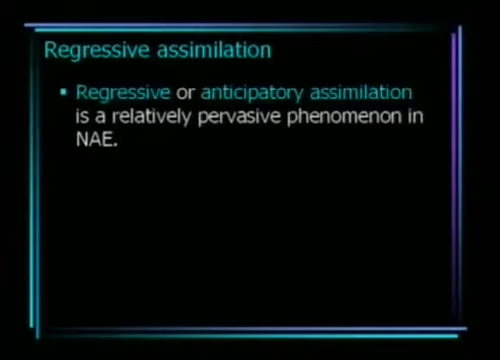 Regressive assimilation
▪ Regressive or anticipatory assimilation
is a relatively pervasive phenomenon in
NAE.